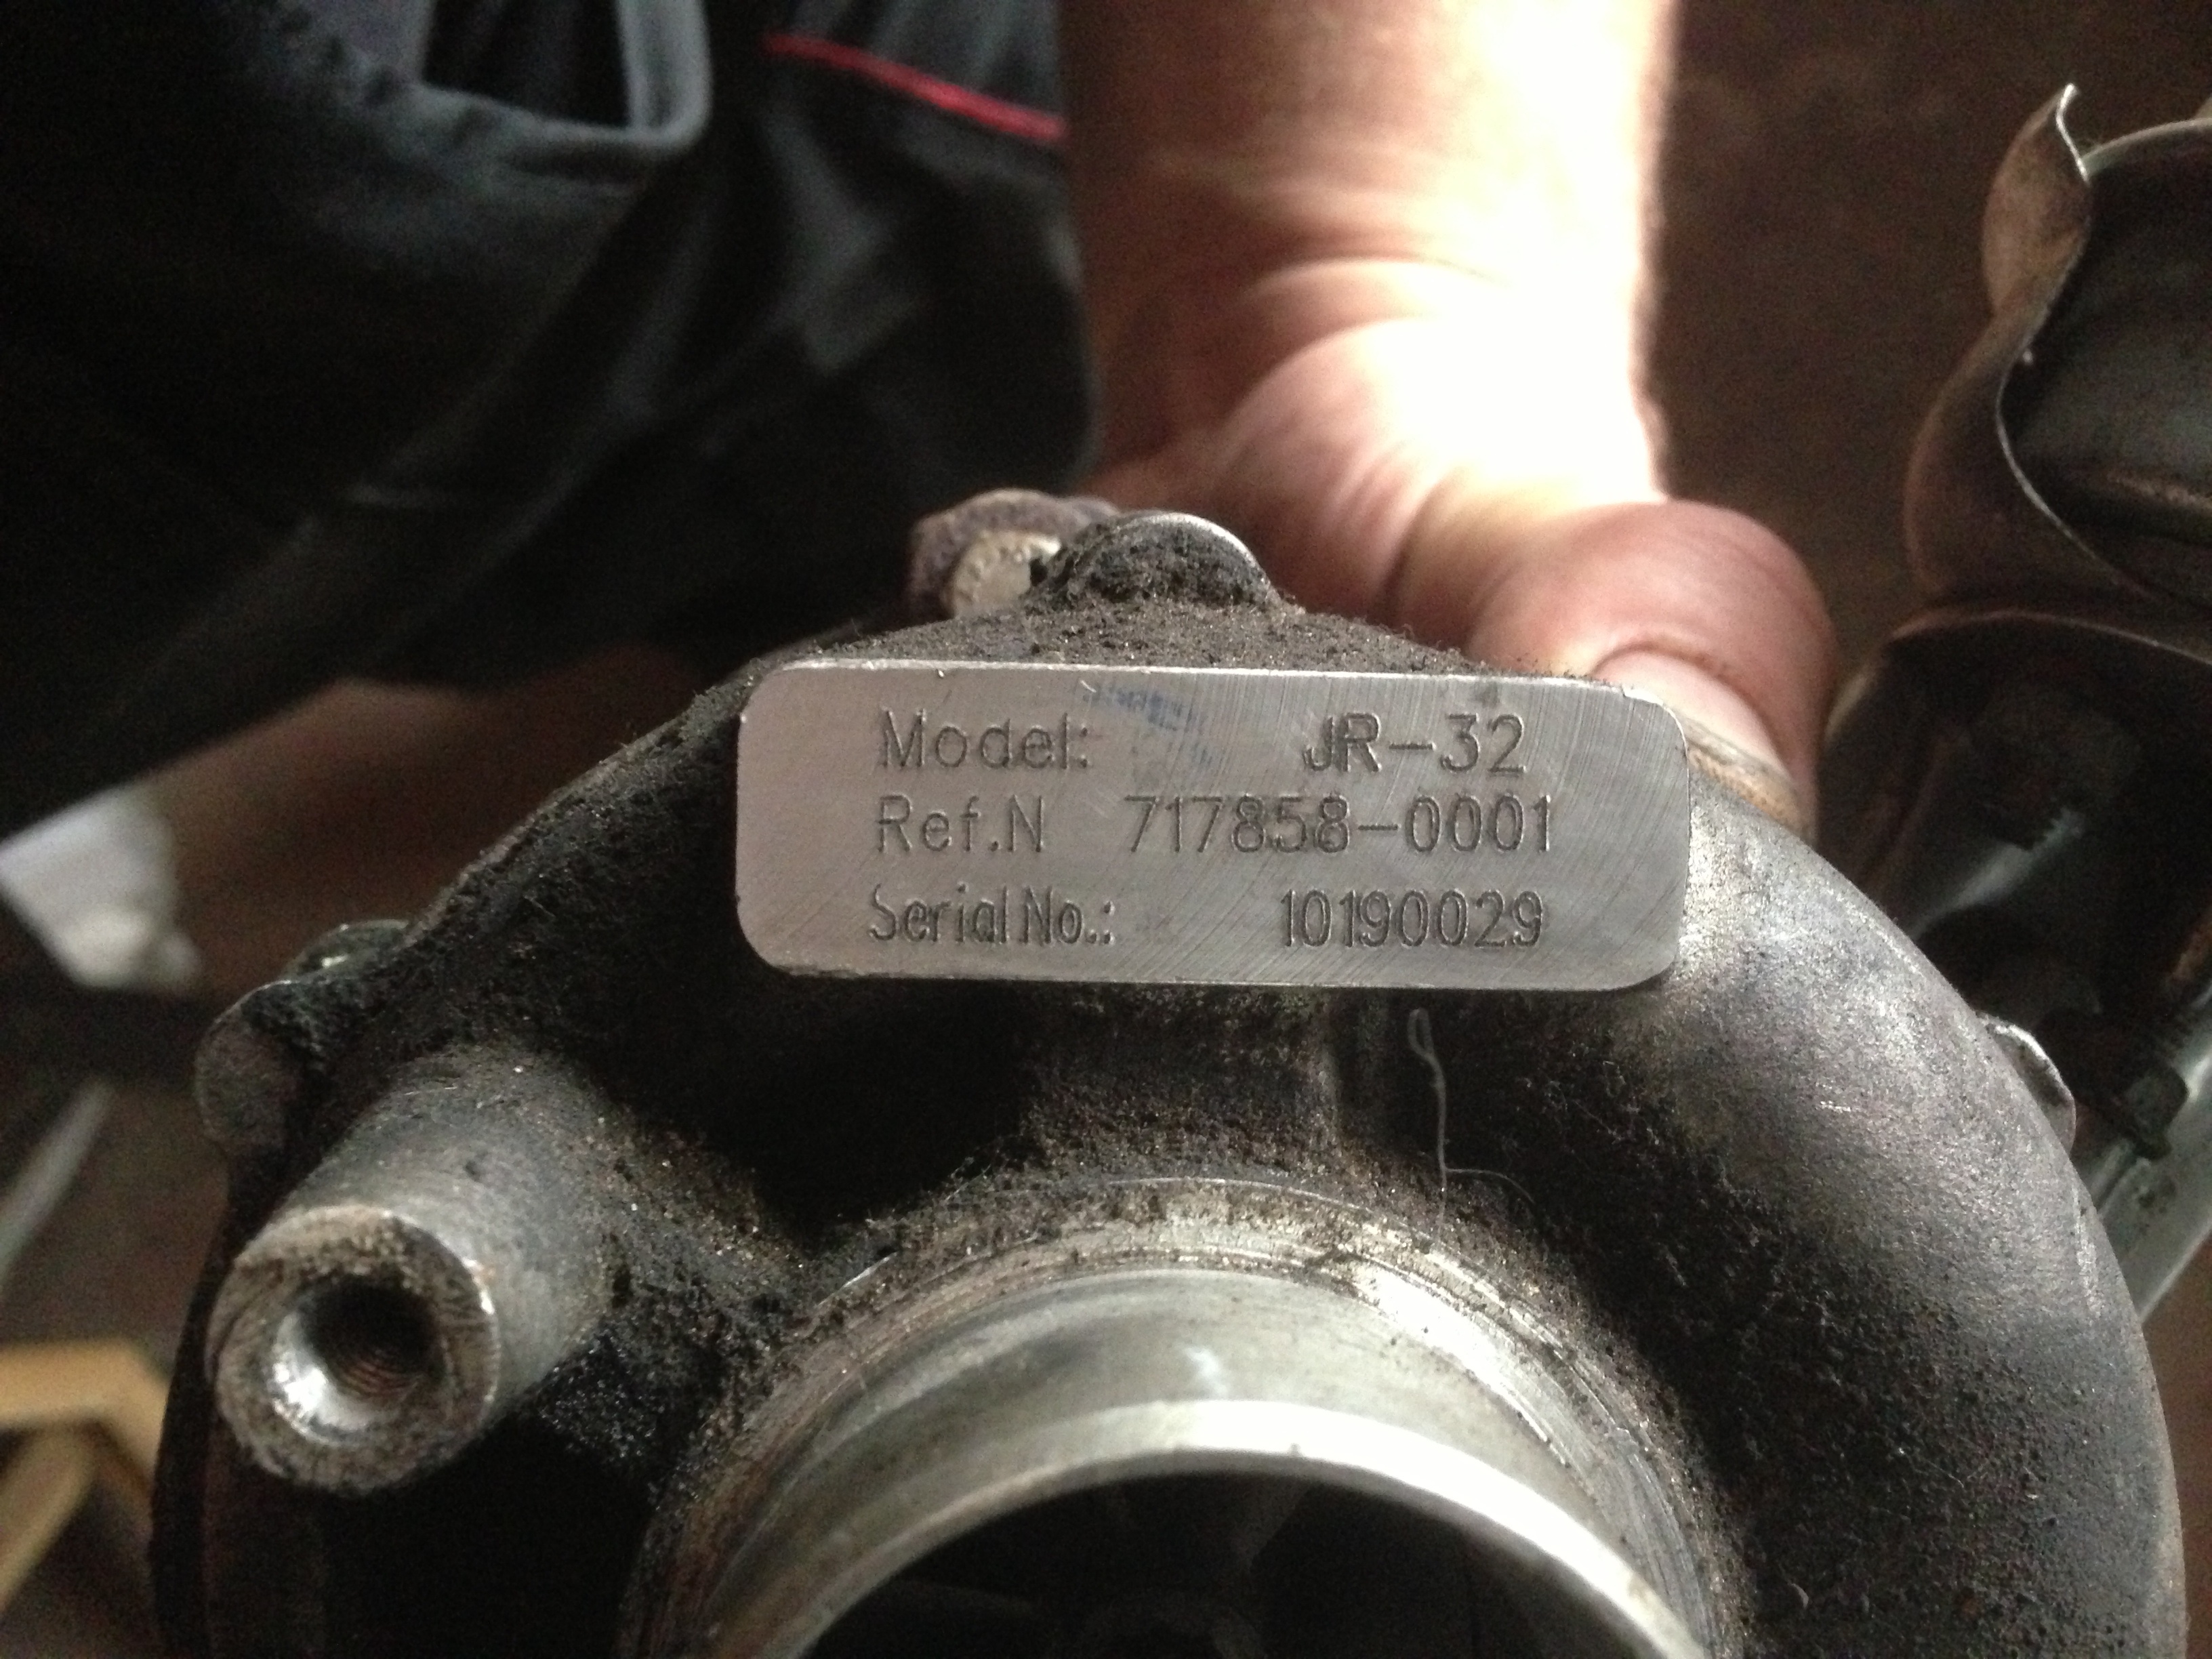 Model: JR-32
Ref.N 717858-0001
Serial No.: 10190029